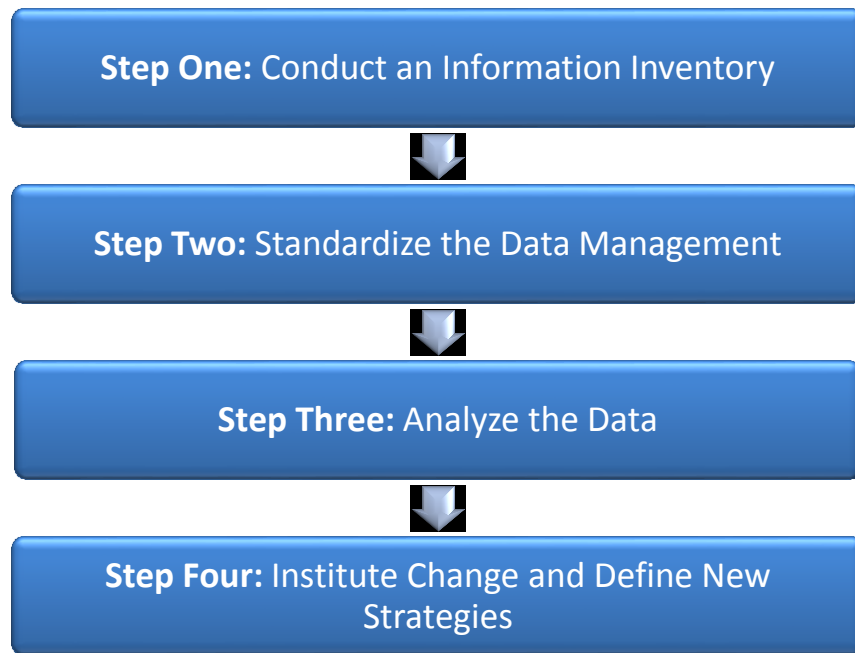 Step One: Conduct an Information Inventory
Step Two: Standardize the Data Management
Step Three: Analyze the Data
Step Four: Institute Change and Define New
Strategies